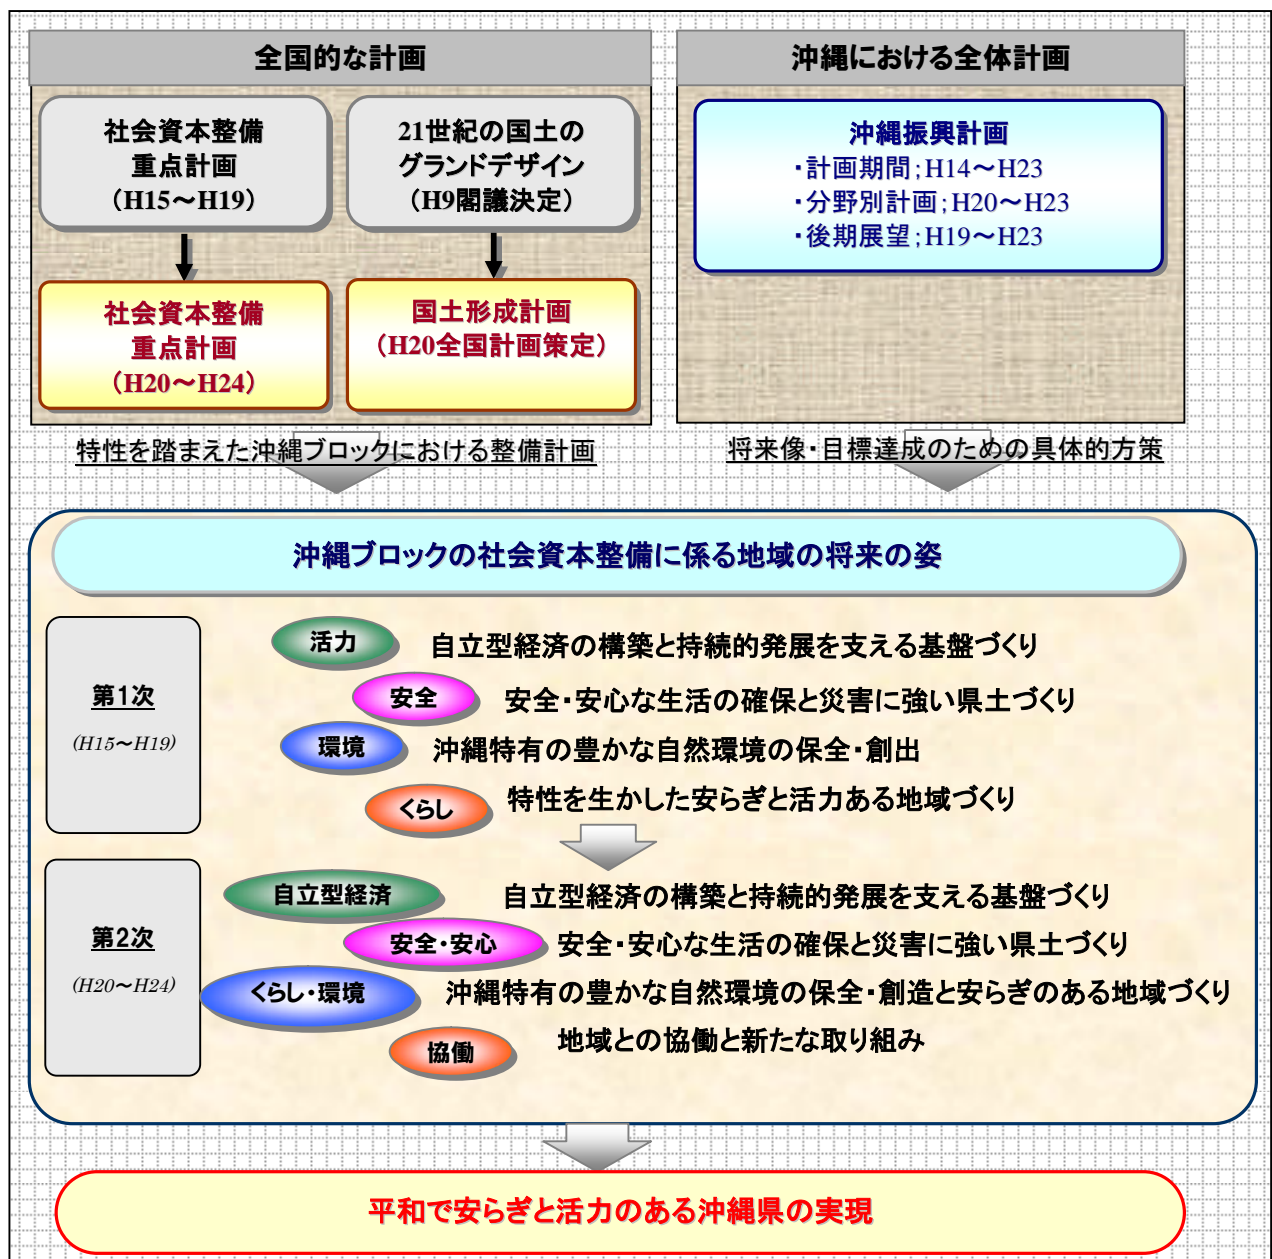 全国的な計画
社会資本整備
重点計画
（H15～H19）
21世紀の国土の
グランドデザイン
（H9閣議決定）
社会資本整備
重点計画
（H20～H24）
国土形成計画
（H20全国計画策定）
沖縄における全体計画
沖縄振興計画
・計画期間；H14～H23
・分野別計画；H20～H23
・後期展望；H19～H23
特性を踏まえた沖縄ブロックにおける整備計画
将来像・目標達成のための具体的方策
沖縄ブロックの社会資本整備に係る地域の将来の姿
第1次
(H15～H19)
活力 自立型経済の構築と持続的発展を支える基盤づくり
安全 安全・安心な生活の確保と災害に強い県土づくり
環境 沖縄特有の豊かな自然環境の保全・創出
くらし 特性を生かした安らぎと活力ある地域づくり
第2次
(H20～H24)
自立型経済 自立型経済の構築と持続的発展を支える基盤づくり
安全・安心 安全・安心な生活の確保と災害に強い県土づくり
くらし・環境 沖縄特有の豊かな自然環境の保全・創造と安らぎのある地域づくり
協働 地域との協働と新たな取り組み
平和で安らぎと活力のある沖縄県の実現